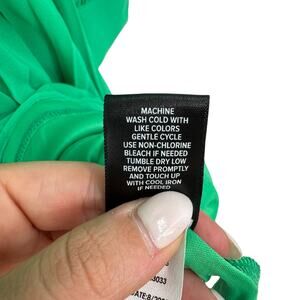 MACHINE
WASH COLD WITH
LIKE COLORS
GENTLE CYCLE
USE NON-CHLORINE
BLEACH IF NEEDED
TUMBLE DRY LOW
REMOVE PROMPTLY
AND TOUCH UP
WITH COOL IRON
IF NEEDED